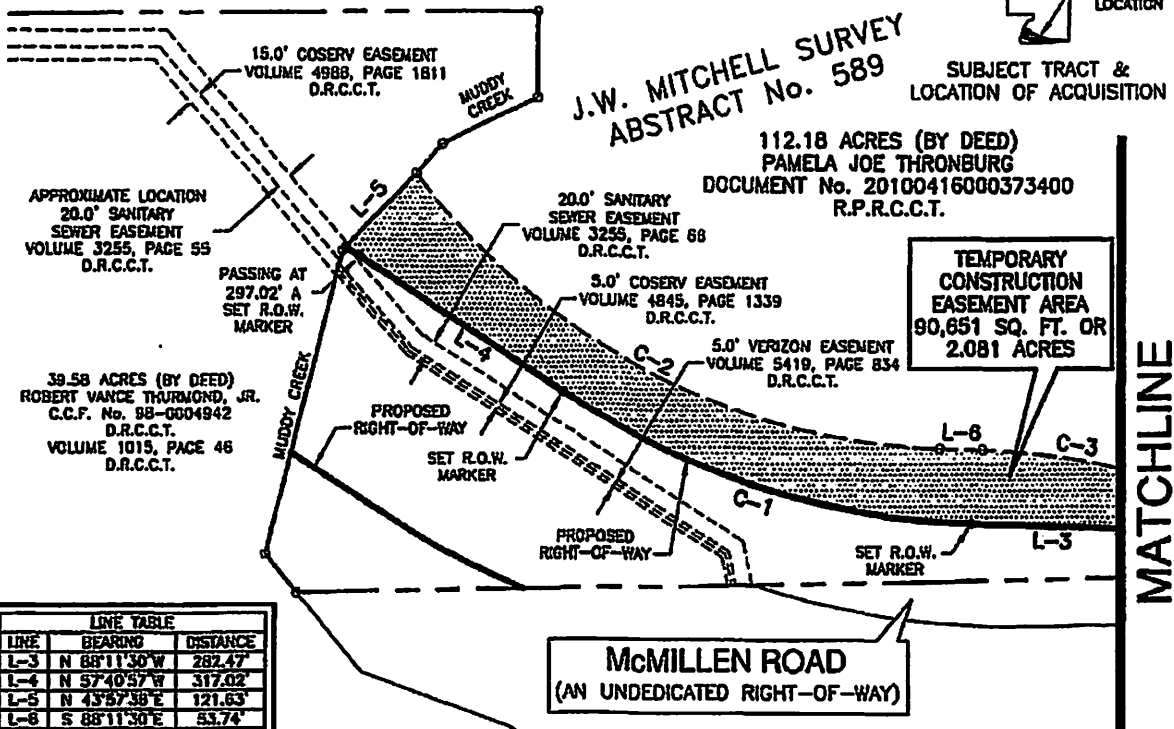 LOCATION
SUBJECT TRACT &
LOCATION OF ACQUISITION
J.W. MITCHELL SURVEY
ABSTRACT No. 589
15.0' COSERV EASEMENT
VOLUME 4988, PAGE 1811
D.R.C.C.T.
MUDDY
CREEK
112.18 ACRES (BY DEED)
PAMELA JOE THRONBURG
DOCUMENT No. 20100416000373400
R.P.R.C.C.T.
APPROXIMATE LOCATION
20.0' SANITARY
SEWER EASEMENT
VOLUME 3255, PAGE 55
D.R.C.C.T.
L-5
20.0' SANITARY
SEWER EASEMENT
VOLUME 3255, PAGE 66
D.R.C.C.T.
PASSING AT
297.02' A
SET R.O.W.
MARKER
5.0' COSERV EASEMENT
VOLUME 4845, PAGE 1339
D.R.C.C.T.
TEMPORARY
CONSTRUCTION
EASEMENT AREA
90,651 SQ. FT. OR
2.081 ACRES
L-4
C-2
5.0' VERIZON EASEMENT
VOLUME 5419, PAGE 834
D.R.C.C.T.
39.58 ACRES (BY DEED)
ROBERT VANCE THURMOND, JR.
C.C.F. No. 98-0004942
D.R.C.C.T.
VOLUME 1015, PAGE 46
D.R.C.C.T.
MUDDY CREEK
PROPOSED
RIGHT-OF-WAY
SET R.O.W.
MARKER
L-6
C-3
C-1
PROPOSED
RIGHT-OF-WAY
SET R.O.W.
MARKER
L-3
MATCHLINE
McMILLEN ROAD
(AN UNDEDICATED RIGHT-OF-WAY)
LINE TABLE
LINE BEARING DISTANCE
L-3 N 88°11'30"W 282.47'
L-4 N 57°40'57"W 317.02'
L-5 N 43°57'38"E 121.63'
L-6 S 88°11'30"E 53.74'